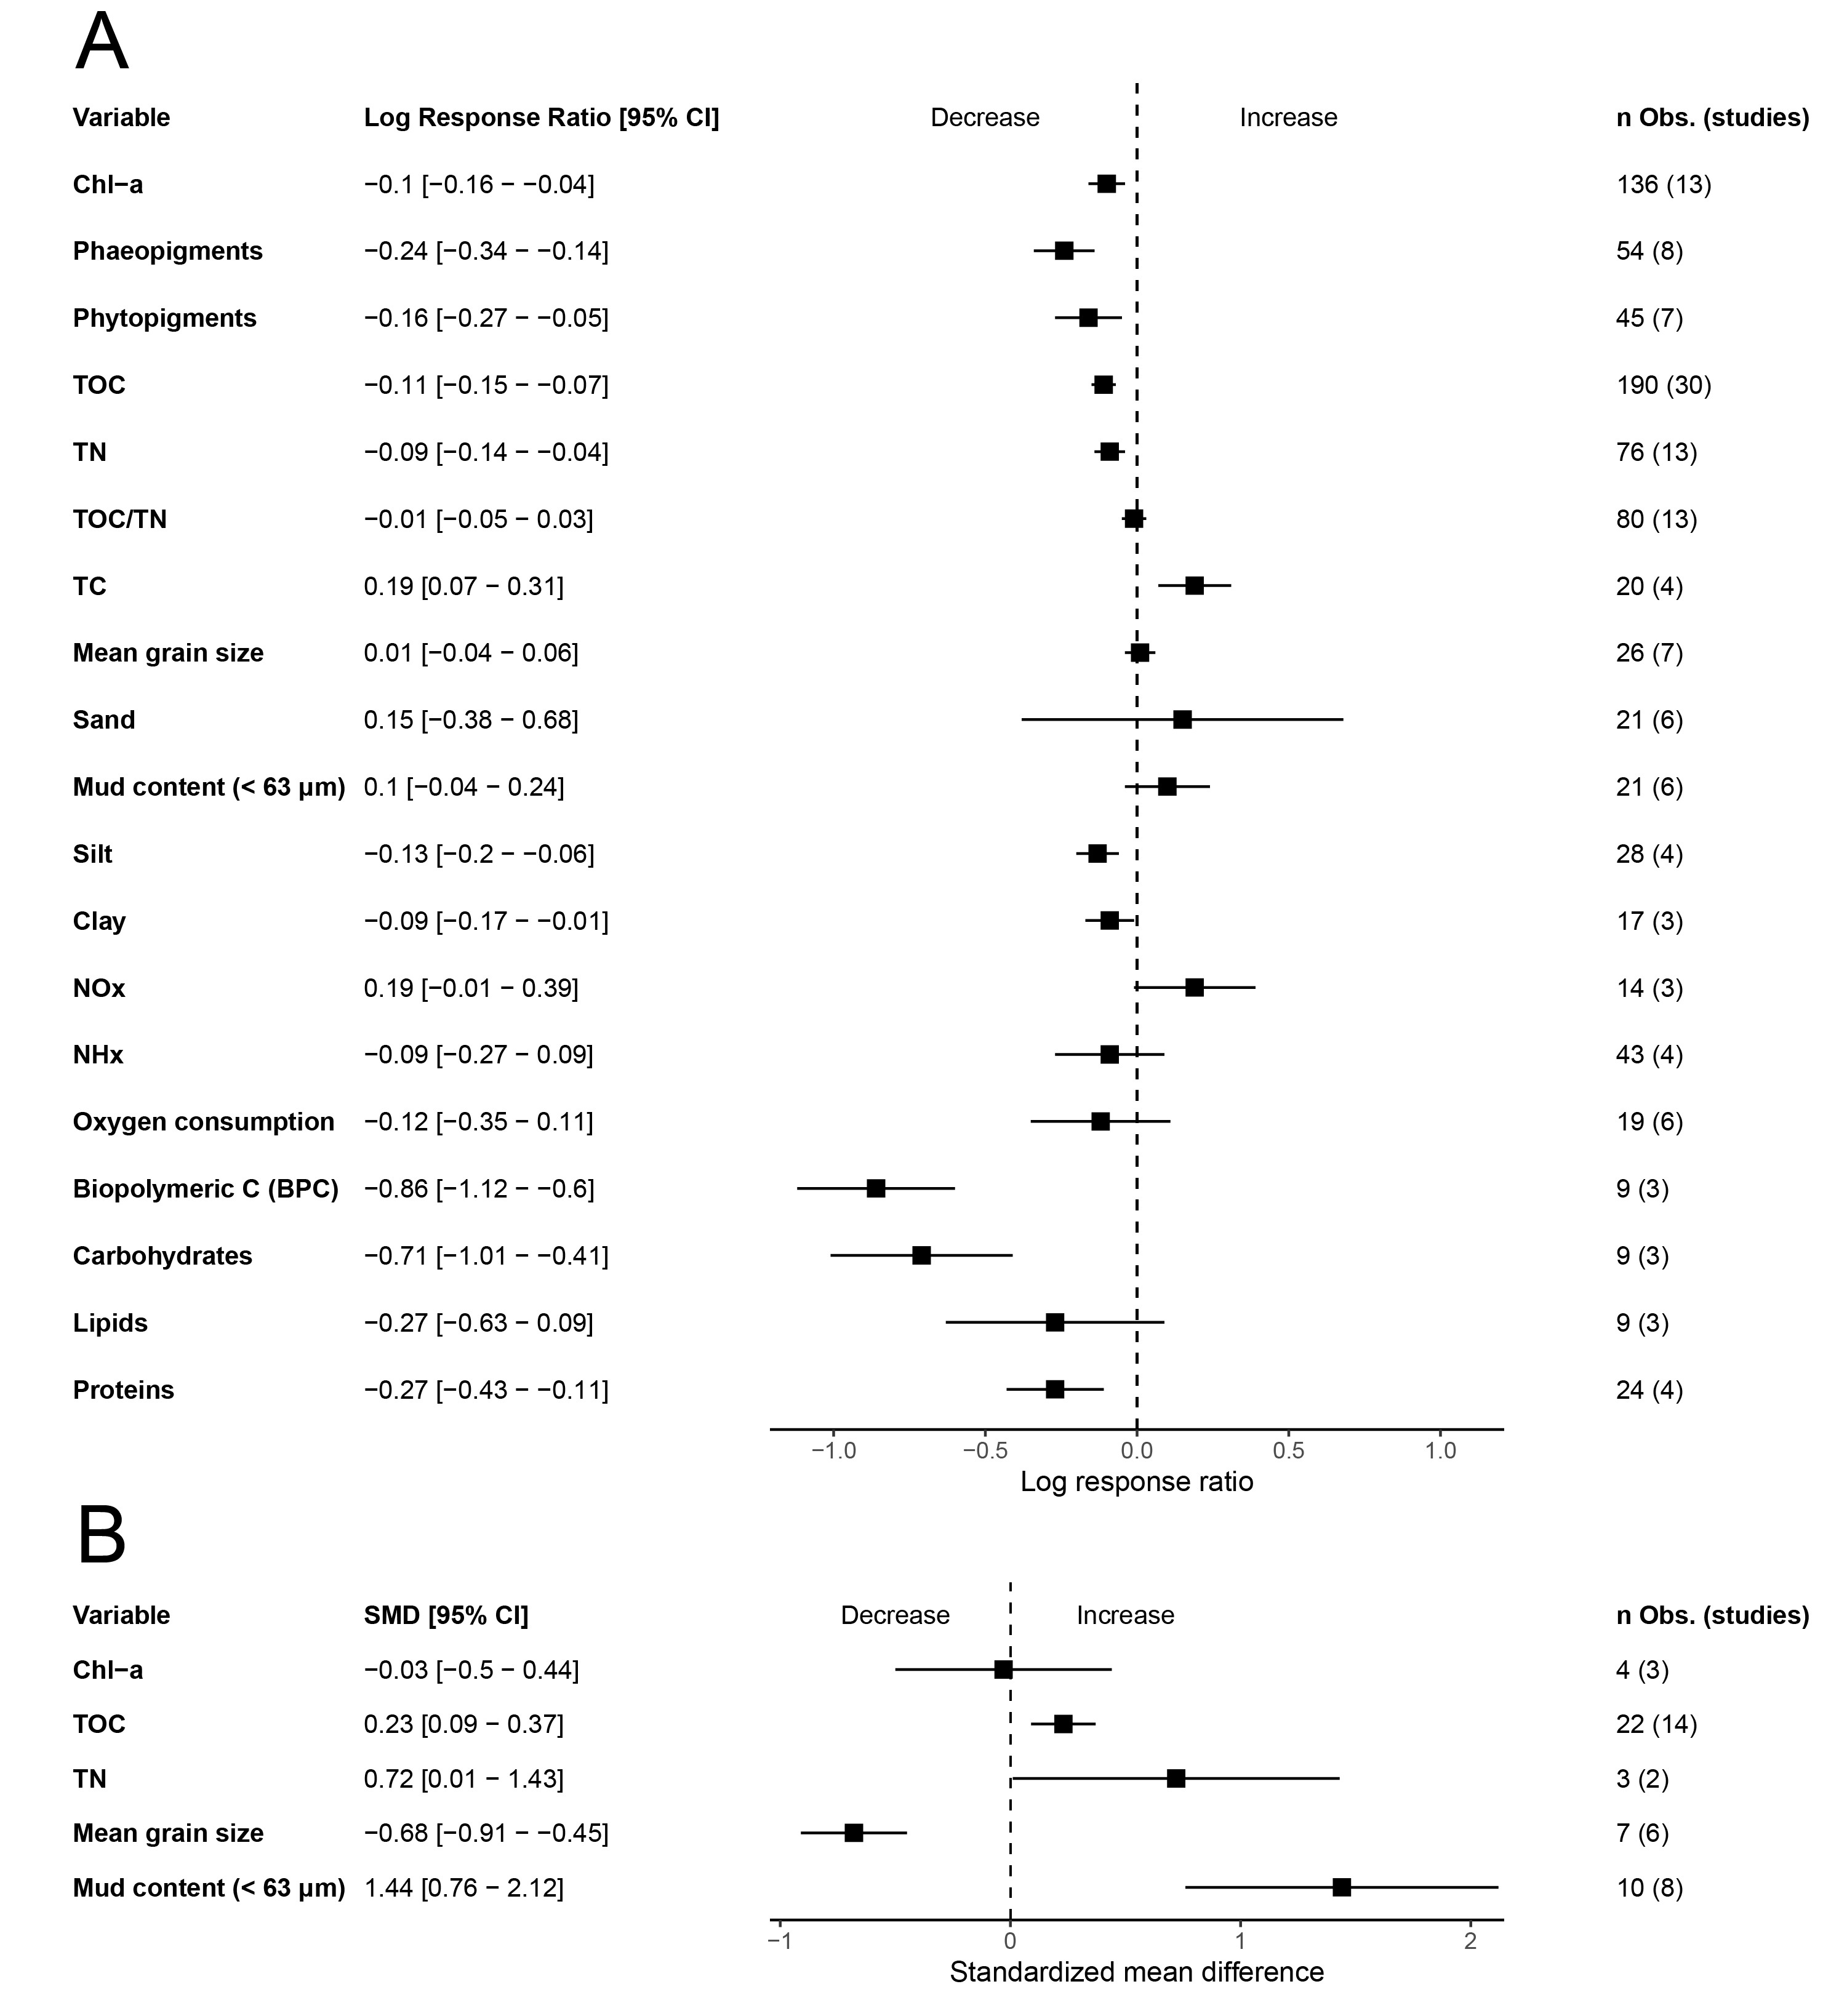 A
Variable Log Response Ratio [95% CI] Decrease Increase n Obs. (studies)
Chl−a −0.1 [−0.16 − −0.04] 136 (13)
Phaeopigments −0.24 [−0.34 − −0.14] 54 (8)
Phytopigments −0.16 [−0.27 − −0.05] 45 (7)
TOC −0.11 [−0.15 − −0.07] 190 (30)
TN −0.09 [−0.14 − −0.04] 76 (13)
TOC/TN −0.01 [−0.05 − 0.03] 80 (13)
TC 0.19 [0.07 − 0.31] 20 (4)
Mean grain size 0.01 [−0.04 − 0.06] 26 (7)
Sand 0.15 [−0.38 − 0.68] 21 (6)
Mud content (< 63 µm) 0.1 [−0.04 − 0.24] 21 (6)
Silt −0.13 [−0.2 − −0.06] 28 (4)
Clay −0.09 [−0.17 − −0.01] 17 (3)
NOx 0.19 [−0.01 − 0.39] 14 (3)
NHx −0.09 [−0.27 − 0.09] 43 (4)
Oxygen consumption −0.12 [−0.35 − 0.11] 19 (6)
Biopolymeric C (BPC) −0.86 [−1.12 − −0.6] 9 (3)
Carbohydrates −0.71 [−1.01 − −0.41] 9 (3)
Lipids −0.27 [−0.63 − 0.09] 9 (3)
Proteins −0.27 [−0.43 − −0.11] 24 (4)
−1.0 −0.5 0.0 0.5 1.0
Log response ratio
B
Variable SMD [95% CI] Decrease Increase n Obs. (studies)
Chl−a −0.03 [−0.5 − 0.44] 4 (3)
TOC 0.23 [0.09 − 0.37] 22 (14)
TN 0.72 [0.01 − 1.43] 3 (2)
Mean grain size −0.68 [−0.91 − −0.45] 7 (6)
Mud content (< 63 µm) 1.44 [0.76 − 2.12] 10 (8)
−1 0 1 2
Standardized mean difference